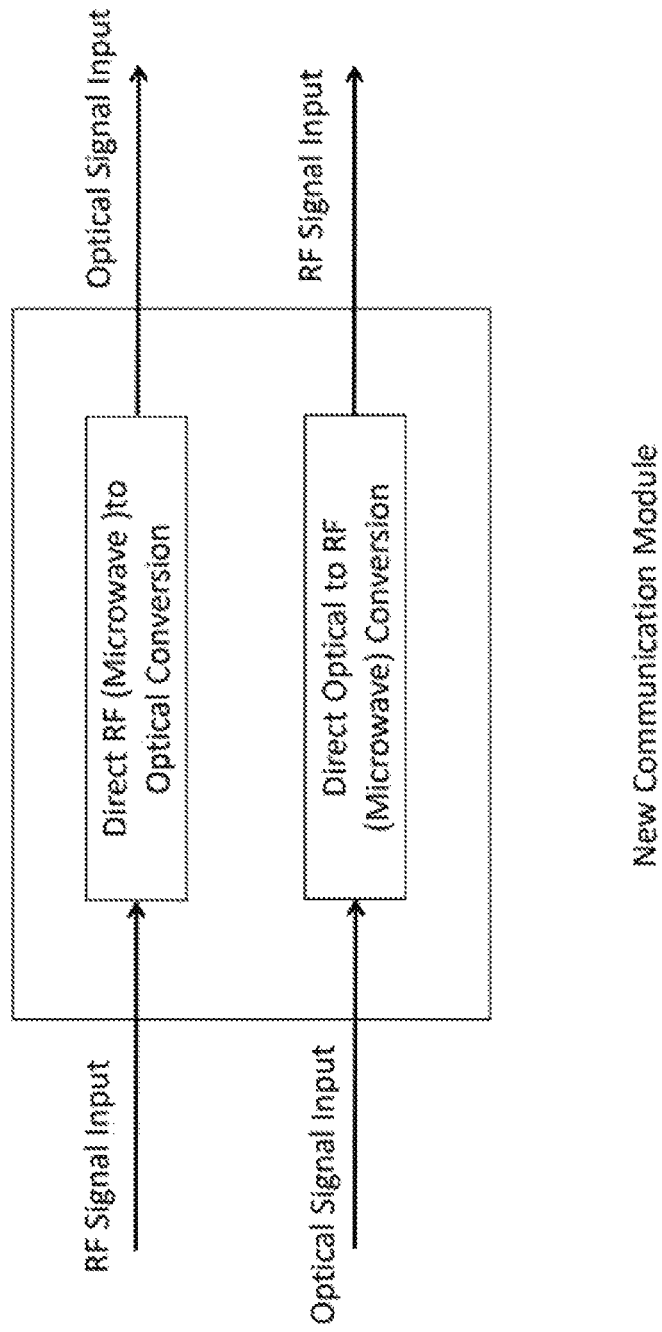 RF Signal Input
Direct RF (Microwave )to
Optical Conversion
Optical Signal Input
Optical Signal Input
Direct Optical to RF
(Microwave) Conversion
RF Signal Input
New Communication Module